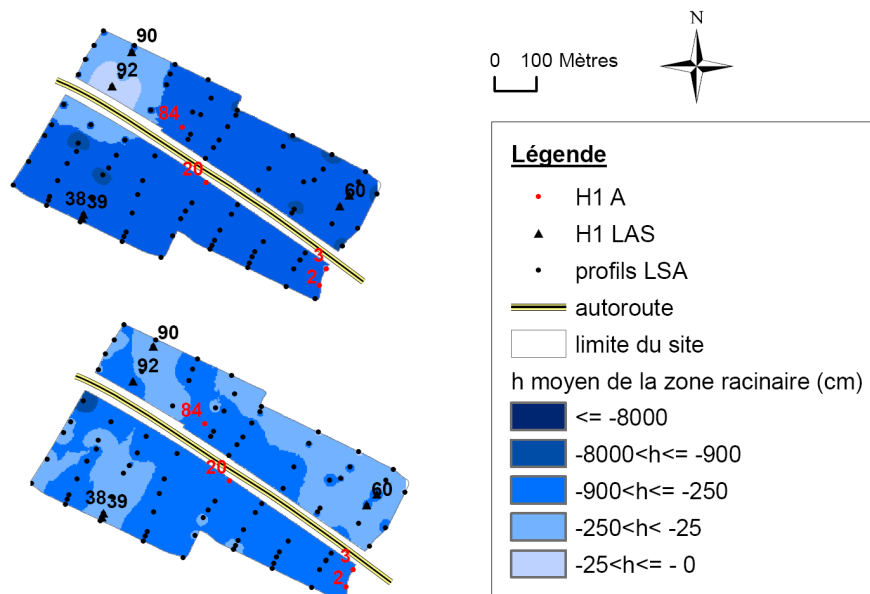 90
92
84
20
38 39
60
3
2
90
92
84
20
38 39
60
3
2
0 100 Mètres
N
Légende
H1 A
H1 LAS
profils LSA
autoroute
limite du site
h moyen de la zone racinaire (cm)
<= -8000
-8000<h<= -900
-900<h<= -250
-250<h< -25
-25<h<= - 0